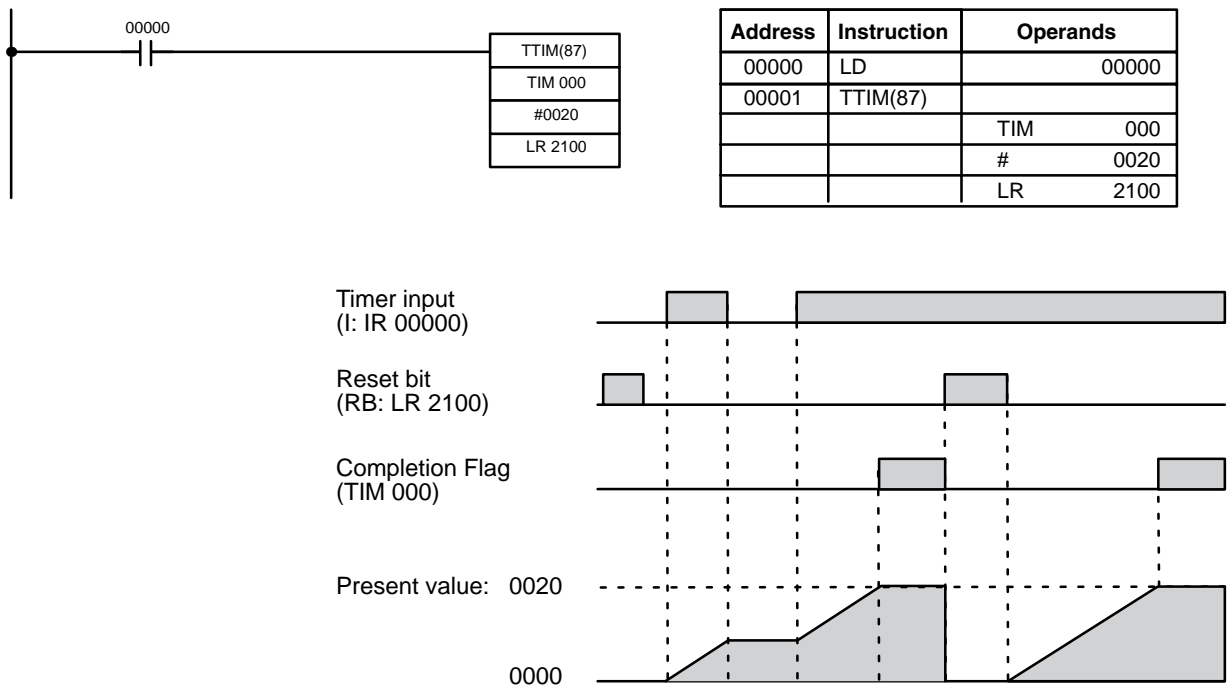 00000
TTIM(87)
TIM 000
#0020
LR 2100
Address Instruction Operands
00000 LD 00000
00001 TTIM(87)
TIM 000
# 0020
LR 2100
Timer input
(I: IR 00000)
Reset bit
(RB: LR 2100)
Completion Flag
(TIM 000)
Present value: 0020
0000